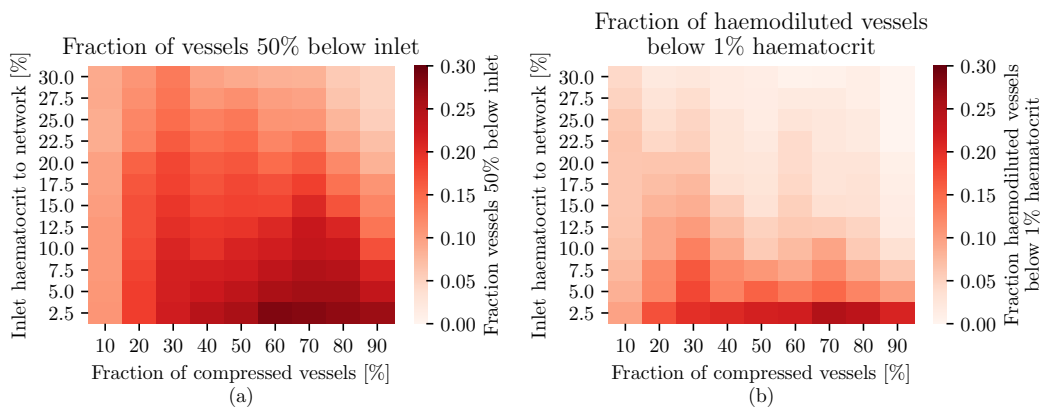 Fraction of vessels 50% below inlet
Inlet haematocrit to network [%]
30.0
27.5
25.0
22.5
20.0
17.5
15.0
12.5
10.0
7.5
5.0
2.5
10 20 30 40 50 60 70 80 90
Fraction of compressed vessels [%]
(a)
0.30
0.25
0.20
0.15
0.10
0.05
0.00
Fraction vessels 50% below inlet
Fraction of haemodiluted vessels
below 1% haematocrit
Inlet haematocrit to network [%]
30.0
27.5
25.0
22.5
20.0
17.5
15.0
12.5
10.0
7.5
5.0
2.5
10 20 30 40 50 60 70 80 90
Fraction of compressed vessels [%]
(b)
0.30
0.25
0.20
0.15
0.10
0.05
0.00
Fraction haemodiluted vessels
below 1% haematocrit